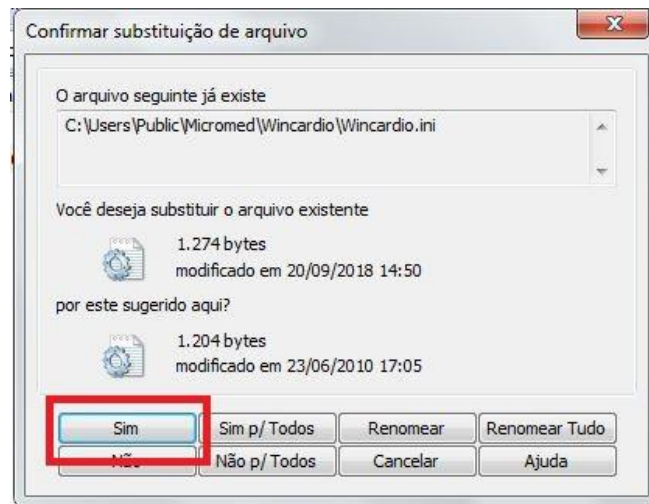 Confirmar substituição de arquivo
O arquivo seguinte já existe
C:\Users\Public\Micromed\Wincardio\Wincardio.ini
Você deseja substituir o arquivo existente
1.274 bytes
modificado em 20/09/2018 14:50
por este sugerido aqui?
1.204 bytes
modificado em 23/06/2010 17:05
Sim Sim p/ Todos Renomear Renomear Tudo
Não Não p/ Todos Cancelar Ajuda